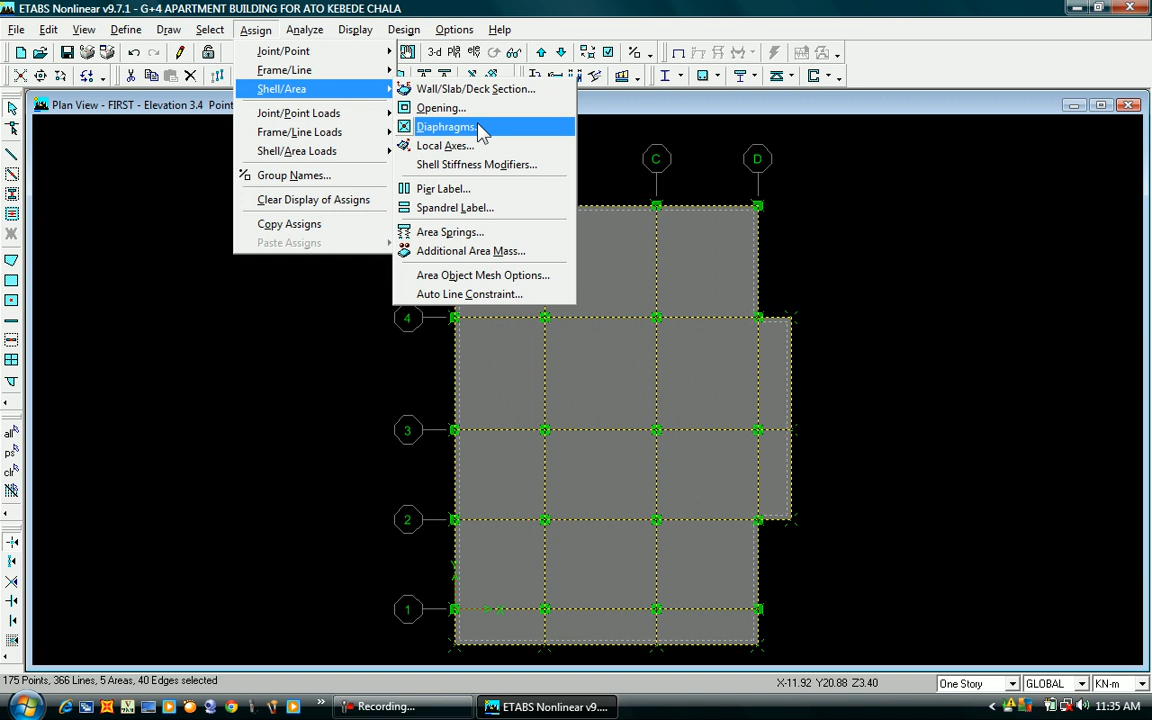 ETABS Nonlinear v9.7.1 - G+4 APARTMENT BUILDING FOR ATO KEBEDE CHALA
File Edit View Define Draw Select Assign Analyze Display Design Options Help
3-d
Plan View - FIRST - Elevation 3.4 Point
Joint/Point
Frame/Line
Shell/Area
Joint/Point Loads
Frame/Line Loads
Shell/Area Loads
Group Names...
Clear Display of Assigns
Copy Assigns
Paste Assigns
Wall/Slab/Deck Section...
Opening...
Diaphragms...
Local Axes...
Shell Stiffness Modifiers...
Pier Label...
Spandrel Label...
Area Springs...
Additional Area Mass...
Area Object Mesh Options...
Auto Line Constraint...
C D
4
3
2
1
all
ps
clr
175 Points, 366 Lines, 5 Areas, 40 Edges selected
X-11.92 Y20.88 Z3.40
One Story
GLOBAL
KN-m
Recording...
ETABS Nonlinear v9....
11:35 AM